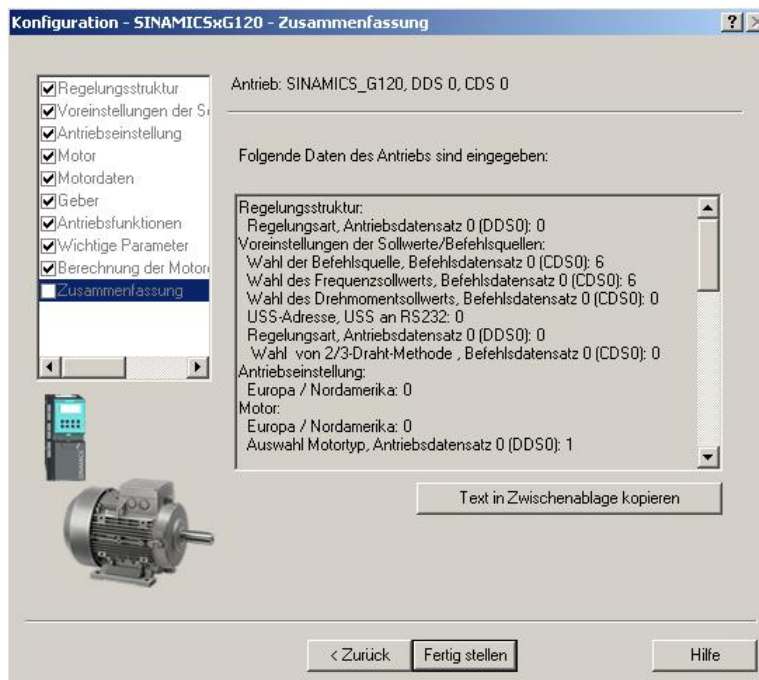 Konfiguration - SINAMICSxG120 - Zusammenfassung
Regelungsstruktur
Voreinstellungen der S
Antriebseinstellung
Motor
Motordaten
Geber
Antriebsfunktionen
Wichtige Parameter
Berechnung der Motor
Zusammenfassung
Antrieb: SINAMICS_G120, DDS 0, CDS 0
Folgende Daten des Antriebs sind eingegeben:
Regelungsstruktur:
Regelungsart, Antriebsdatensatz 0 (DDS0): 0
Voreinstellungen der Sollwerte/Befehlsquellen:
Wahl der Befehlsquelle, Befehlsdatensatz 0 (CDS0): 6
Wahl des Frequenzsollwerts, Befehlsdatensatz 0 (CDS0): 6
Wahl des Drehmomentsollwerts, Befehlsdatensatz 0 (CDS0): 0
USS-Adresse, USS an RS232: 0
Regelungsart, Antriebsdatensatz 0 (DDS0): 0
Wahl von 2/3-Draht-Methode , Befehlsdatensatz 0 (CDS0): 0
Antriebseinstellung:
Europa / Nordamerika: 0
Motor:
Europa / Nordamerika: 0
Auswahl Motortyp, Antriebsdatensatz 0 (DDS0): 1
Text in Zwischenablage kopieren
SINAMICS
< Zurück
Fertig stellen
Hilfe